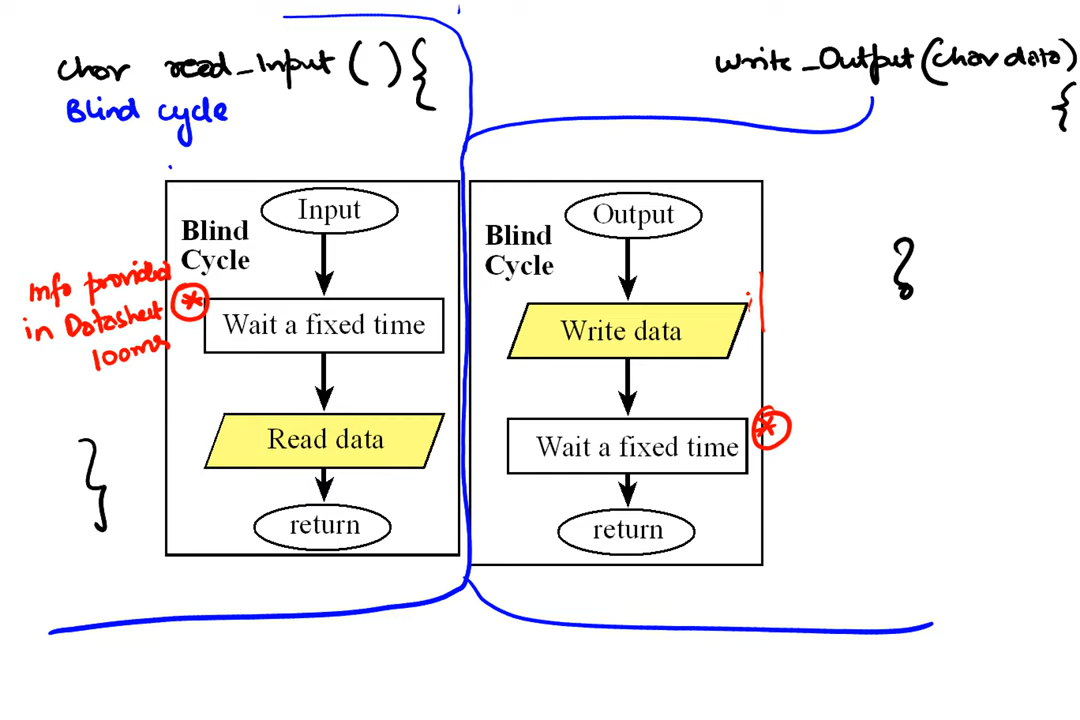 char read_Input ( ) {
Blind cycle
write_Output (char data)
{
Input
Blind
Cycle
Info provided
in Datasheet
100ms
*
Wait a fixed time
Read data
return
}
Output
Blind
Cycle
Write data
Wait a fixed time
*
return
}